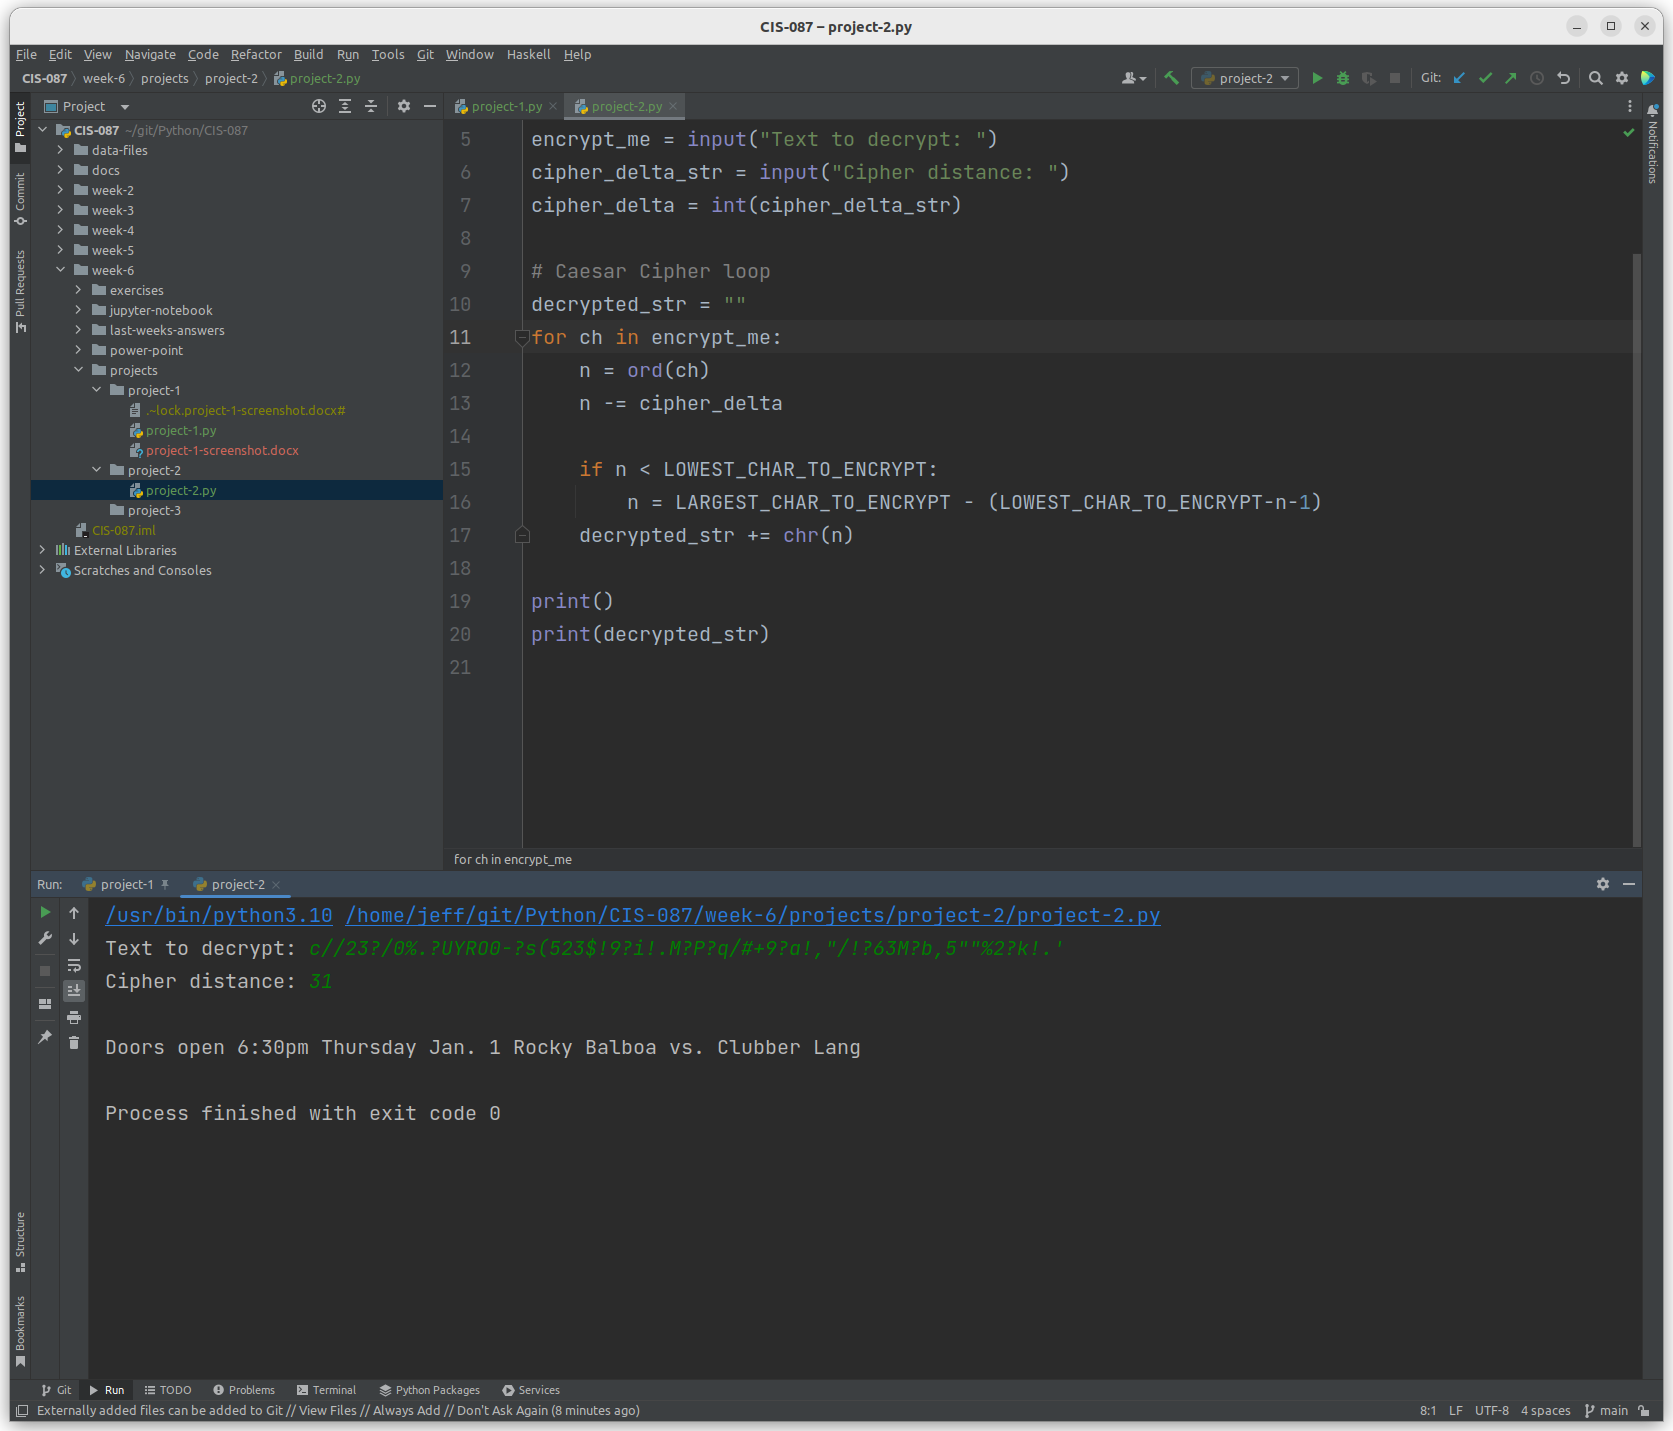 CIS-087 – project-2.py
File Edit View Navigate Code Refactor Build Run Tools Git Window Haskell Help
CIS-087 week-6 projects project-2 project-2.py
project-2
Git:
Project
Commit
Pull Requests
Project
CIS-087 ~/git/Python/CIS-087
data-files
docs
week-2
week-3
week-4
week-5
week-6
exercises
jupyter-notebook
last-weeks-answers
power-point
projects
project-1
.~lock.project-1-screenshot.docx#
project-1.py
project-1-screenshot.docx
project-2
project-2.py
project-3
CIS-087.iml
External Libraries
Scratches and Consoles
project-1.py project-2.py
5 encrypt_me = input("Text to decrypt: ")
6 cipher_delta_str = input("Cipher distance: ")
7 cipher_delta = int(cipher_delta_str)
8
9 # Caesar Cipher loop
10 decrypted_str = ""
11 for ch in encrypt_me:
12 n = ord(ch)
13 n -= cipher_delta
14
15 if n < LOWEST_CHAR_TO_ENCRYPT:
16 n = LARGEST_CHAR_TO_ENCRYPT - (LOWEST_CHAR_TO_ENCRYPT-n-1)
17 decrypted_str += chr(n)
18
19 print()
20 print(decrypted_str)
21
for ch in encrypt_me
Notifications
Run: project-1 project-2
/usr/bin/python3.10 /home/jeff/git/Python/CIS-087/week-6/projects/project-2/project-2.py
Text to decrypt: c//23?/0%.?UYRO0-?s(523$!9?i!.M?P?q/#+9?a!,"/!?63M?b,5""%2?k!.'
Cipher distance: 31
Doors open 6:30pm Thursday Jan. 1 Rocky Balboa vs. Clubber Lang
Process finished with exit code 0
Structure
Bookmarks
Git Run TODO Problems Terminal Python Packages Services
Externally added files can be added to Git // View Files // Always Add // Don't Ask Again (8 minutes ago)
8:1 LF UTF-8 4 spaces main